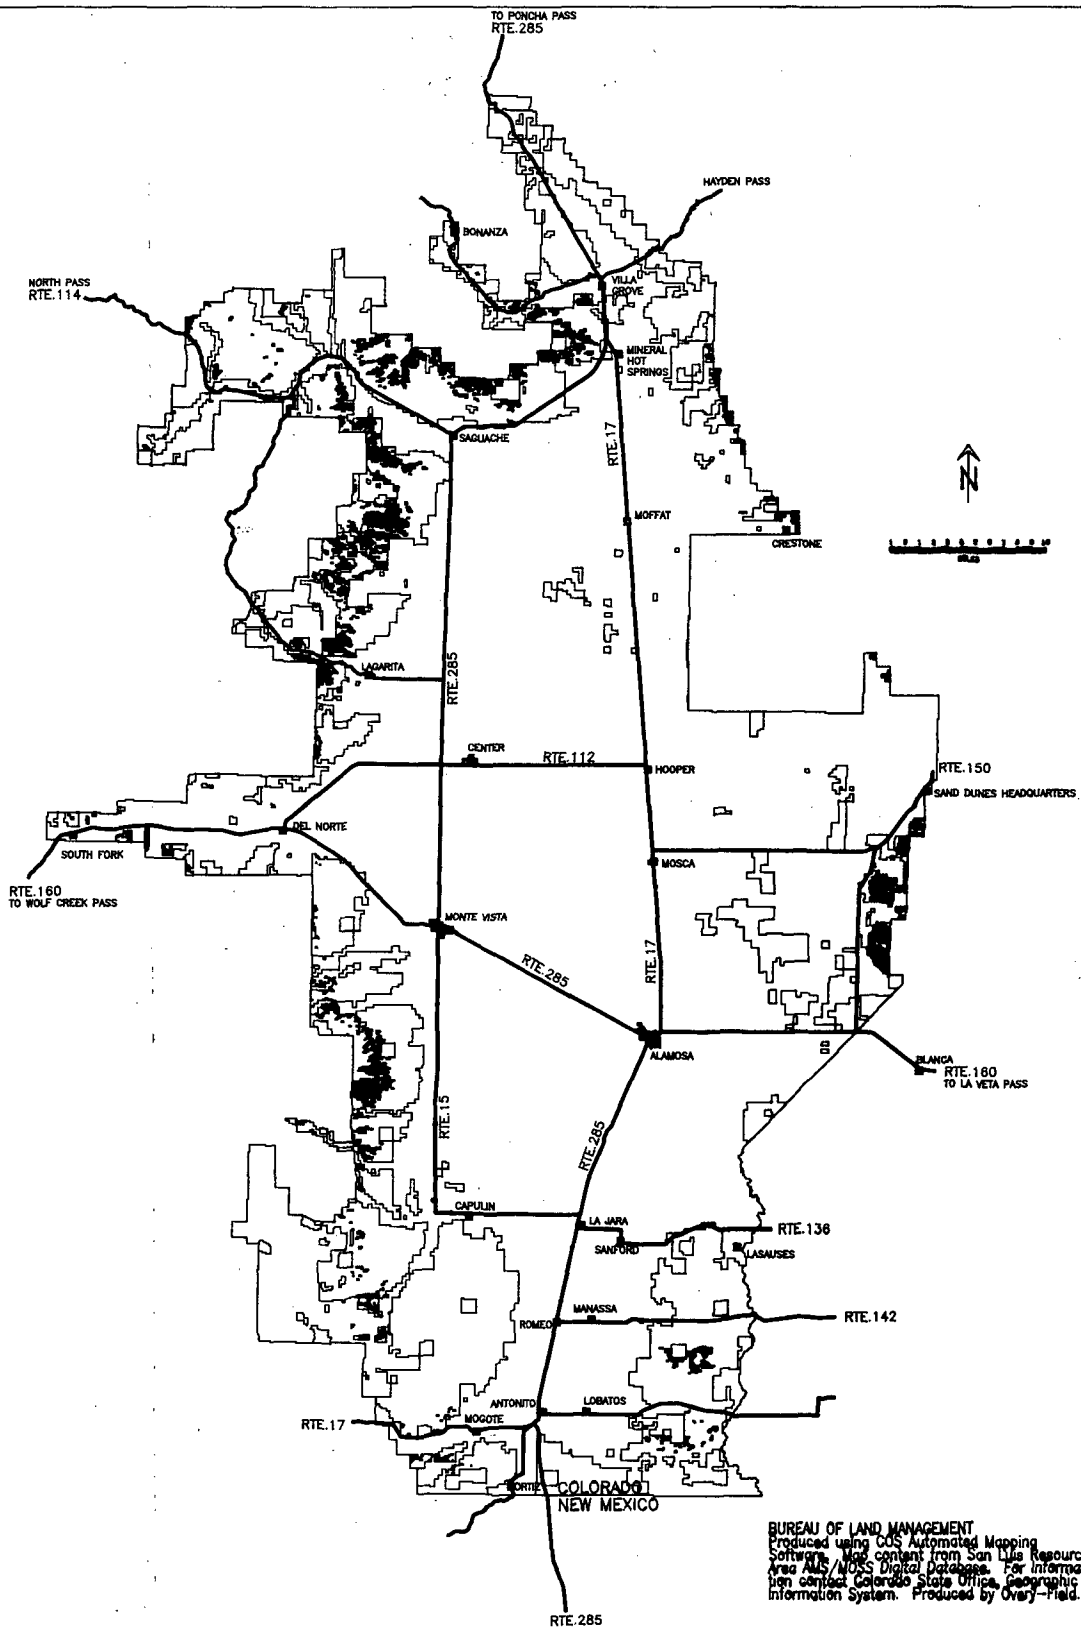 TO PONCHA PASS
RTE.285
HAYDEN PASS
BONANZA
NORTH PASS
RTE.114
VILLA
GROVE
MINERAL
HOT
SPRINGS
SAGUACHE
RTE.17
N
MOFFAT
CRESTONE
MILES
LAGARITA
RTE.285
CENTER
RTE.112
HOOPER
RTE.150
SAND DUNES HEADQUARTERS
DEL NORTE
SOUTH FORK
MOSCA
RTE.160
TO WOLF CREEK PASS
MONTE VISTA
RTE.285
RTE.17
ALAMOSA
BLANCA
RTE.160
TO LA VETA PASS
RTE.15
RTE.285
CAPULIN
LA JARA
RTE.136
SANFORD
LASAUSES
MANASSA
ROMEO
RTE.142
ANTONITO
LOBATOS
RTE.17
MOGOTE
ORTIZ
COLORADO
NEW MEXICO
BUREAU OF LAND MANAGEMENT
Produced using COS Automated Mapping
Software. Map content from San Luis Resourc
Area AMS/MOSS Digital Database. For Informa
tion contact Colorado State Office, Geographic
Information System. Produced by Overy-Field.
RTE.285